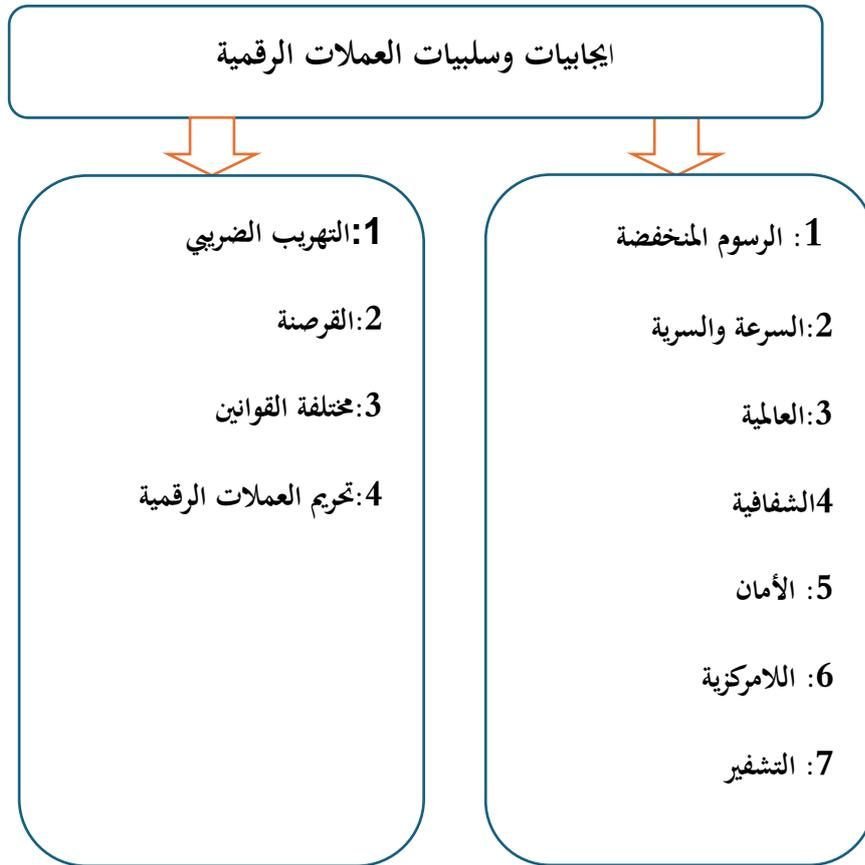 ايجابيات وسلبيات العملات الرقمية
1: الرسوم المنخفضة
2:السرعة والسرية
3:العالمية
4الشفافية
5: الأمان
6: اللامركزية
7: التشفير
1:التهريب الضريبي
2:القرصنة
3:مختلفة القوانين
4:تحريم العملات الرقمية